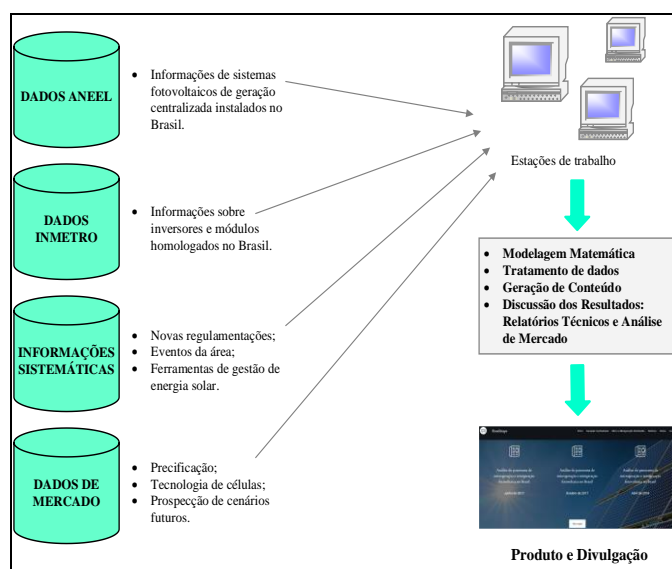 DADOS ANEEL
• Informações de sistemas
fotovoltaicos de geração
centralizada instalados no
Brasil.
DADOS
INMETRO
• Informações sobre
inversores e módulos
homologados no Brasil.
INFORMAÇÕES
SISTEMÁTICAS
• Novas regulamentações;
• Eventos da área;
• Ferramentas de gestão de
energia solar.
DADOS DE
MERCADO
• Precificação;
• Tecnologia de células;
• Prospecção de cenários
futuros.
Estações de trabalho
• Modelagem Matemática
• Tratamento de dados
• Geração de Conteúdo
• Discussão dos Resultados:
Relatórios Técnicos e Análise
de Mercado
Produto e Divulgação